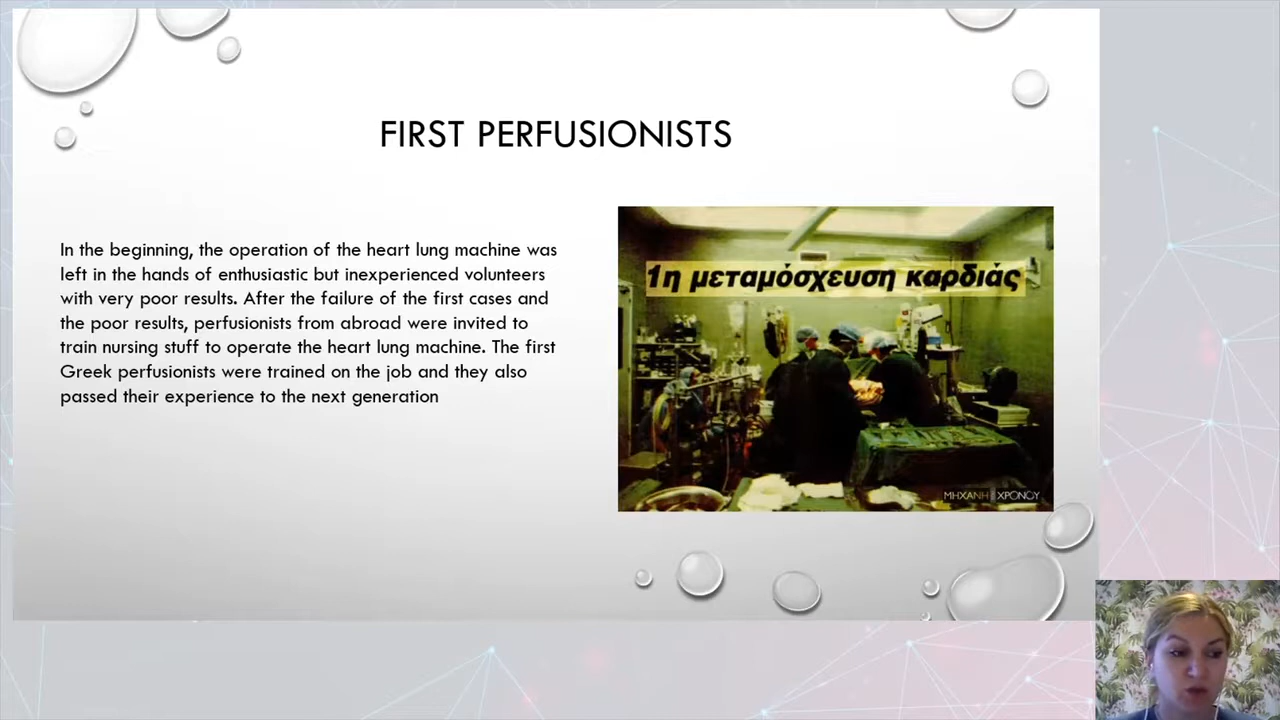 FIRST PERFUSIONISTS
In the beginning, the operation of the heart lung machine was
left in the hands of enthusiastic but inexperienced volunteers
with very poor results. After the failure of the first cases and
the poor results, perfusionists from abroad were invited to
train nursing stuff to operate the heart lung machine. The first
Greek perfusionists were trained on the job and they also
passed their experience to the next generation
1η μεταμόσχευση καρδιάς
ΜΗΧΑΝΗ ΧΡΟΝΟΥ